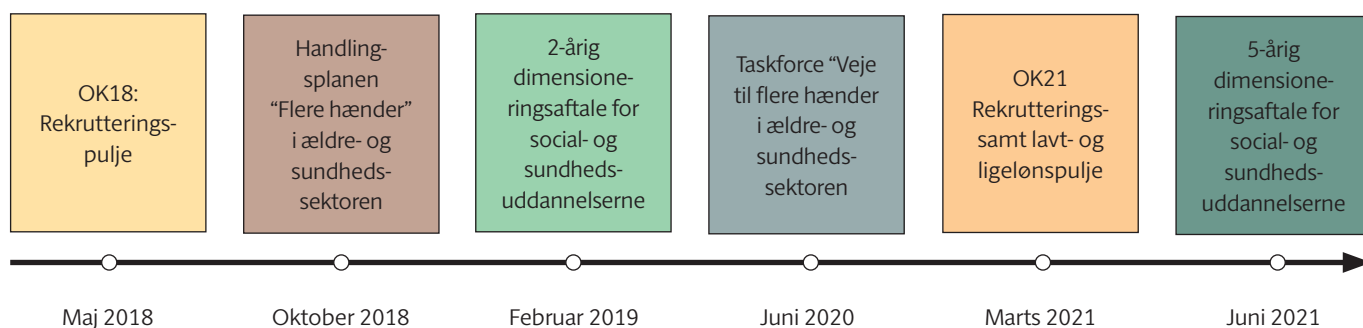 OK18:
Rekrutterings-
pulje
Handling-
splanen
“Flere hænder”
i ældre- og
sundheds-
sektoren
2-årig
dimensione-
ringsaftale for
social- og
sundheds-
uddannelserne
Taskforce “Veje
til flere hænder
i ældre- og
sundheds-
sektoren
OK21
Rekrutterings-
samt lavt- og
ligelønspulje
5-årig
dimensione-
ringsaftale for
social- og
sundheds-
uddannelserne
Maj 2018
Oktober 2018
Februar 2019
Juni 2020
Marts 2021
Juni 2021